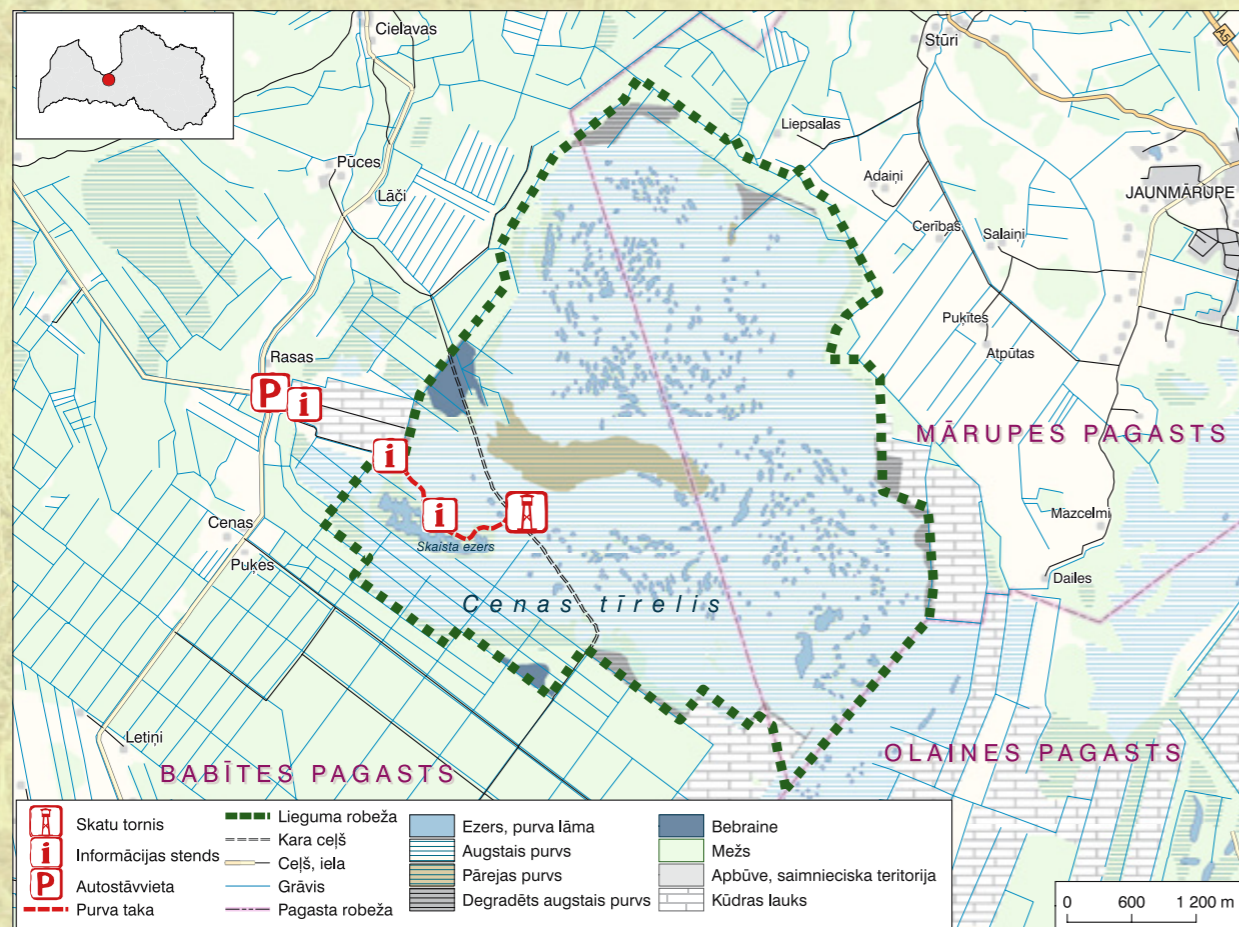 Cielavas
Stūri
A5
Liepsalas
Pūces
Adaiņi
JAUNMĀRUPE
Lāči
Cerības
Salaiņi
Puķītes
Atpūtas
Rasas
P
i
MĀRUPES PAGASTS
i
i
Mazcelmi
Cenas
Skaista ezers
Puķes
Dailes
Cenas tīrelis
Letiņi
OLAINES PAGASTS
BABĪTES PAGASTS
Skatu tornis
i Informācijas stends
P Autostāvvieta
Purva taka
Lieguma robeža
Kara ceļš
Ceļš, iela
Grāvis
Pagasta robeža
Ezers, purva lāma
Augstais purvs
Pārejas purvs
Degradēts augstais purvs
Bebraine
Mežs
Apbūve, saimnieciska teritorija
Kūdras lauks
0 600 1 200 m